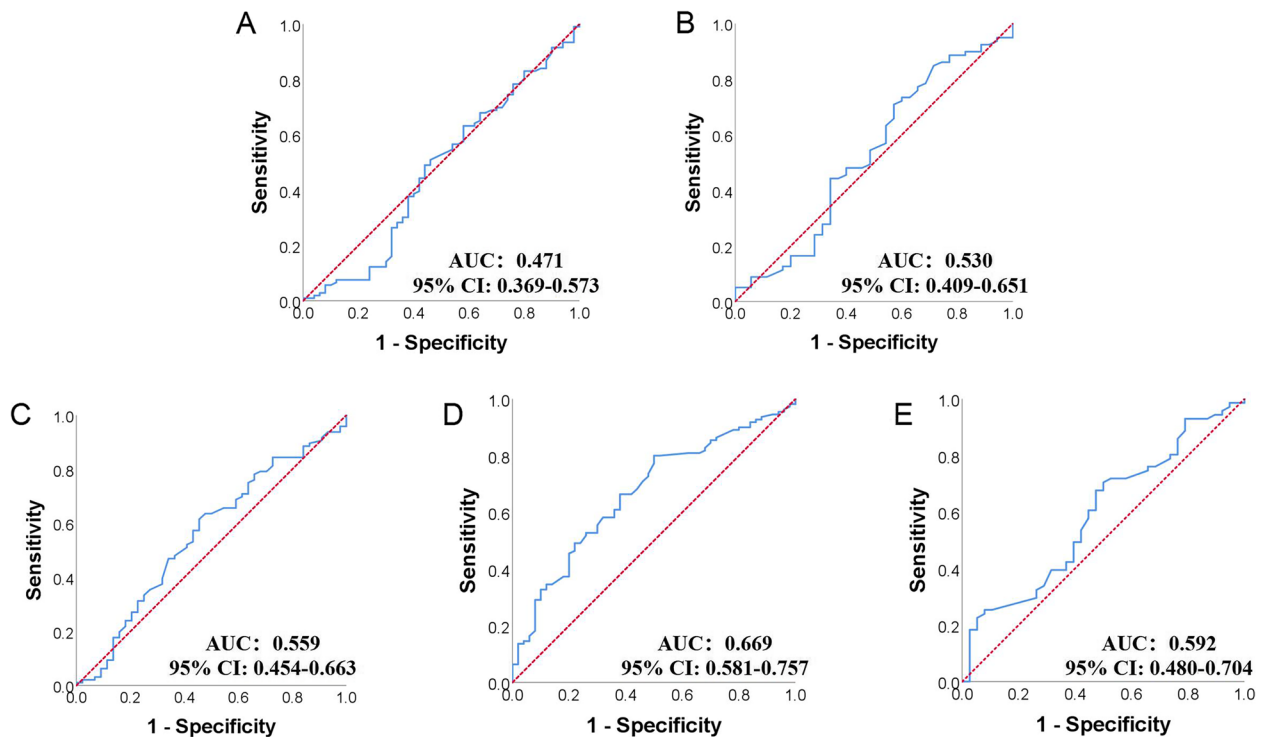 A
1.0
0.8
0.6
0.4
0.2
0.0
Sensitivity
AUC： 0.471
95% CI: 0.369-0.573
0.0 0.2 0.4 0.6 0.8 1.0
1 - Specificity
B
1.0
0.8
0.6
0.4
0.2
0.0
Sensitivity
AUC： 0.530
95% CI: 0.409-0.651
0.0 0.2 0.4 0.6 0.8 1.0
1 - Specificity
C
1.0
0.8
0.6
0.4
0.2
0.0
Sensitivity
AUC： 0.559
95% CI: 0.454-0.663
0.0 0.2 0.4 0.6 0.8 1.0
1 - Specificity
D
1.0
0.8
0.6
0.4
0.2
0.0
Sensitivity
AUC： 0.669
95% CI: 0.581-0.757
0.0 0.2 0.4 0.6 0.8 1.0
1 - Specificity
E
1.0
0.8
0.6
0.4
0.2
0.0
Sensitivity
AUC： 0.592
95% CI: 0.480-0.704
0.0 0.2 0.4 0.6 0.8 1.0
1 - Specificity